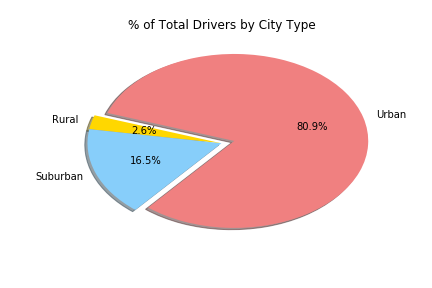 % of Total Drivers by City Type
Urban
80.9%
Rural
2.6%
16.5%
Suburban